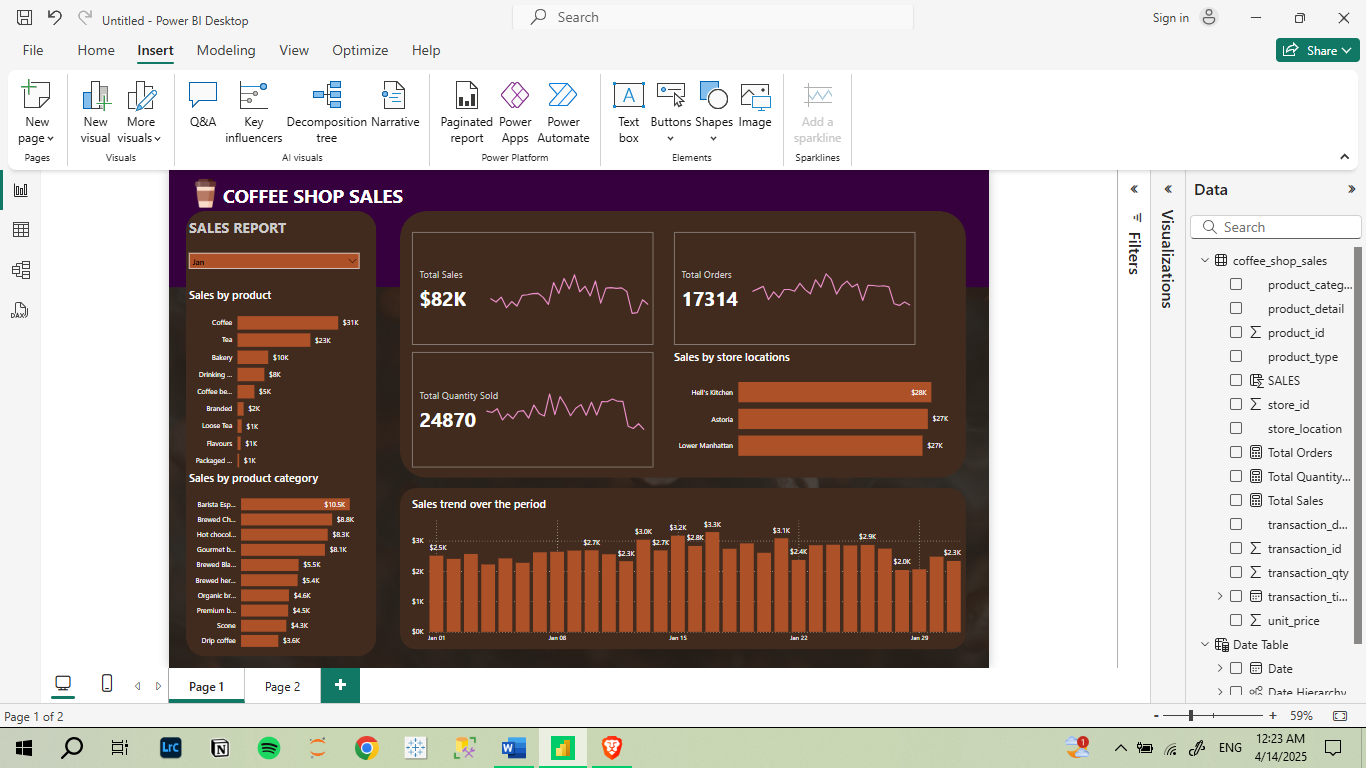 Untitled - Power BI Desktop
Search
Sign in
File
Home
Insert
Modeling
View
Optimize
Help
Share
New page
New visual
More visuals
Q&A
Key influencers
Decomposition tree
Narrative
Paginated report
Power Apps
Power Automate
Text box
Buttons
Shapes
Image
Add a sparkline
Pages
Visuals
AI visuals
Power Platform
Elements
Sparklines
COFFEE SHOP SALES
SALES REPORT
Jan
Sales by product
Coffee $31K
Tea $23K
Bakery $10K
Drinking ... $8K
Coffee be... $5K
Branded $2K
Loose Tea $1K
Flavours $1K
Packaged ... $1K
Sales by product category
Barista Esp... $10.5K
Brewed Ch... $8.8K
Hot chocol... $8.3K
Gourmet b... $8.1K
Brewed Bla... $5.5K
Brewed her... $5.4K
Organic br... $4.6K
Premium b... $4.5K
Scone $4.3K
Drip coffee $3.6K
Total Sales
$82K
Total Orders
17314
Total Quantity Sold
24870
Sales by store locations
Hell's Kitchen $28K
Astoria $27K
Lower Manhattan $27K
Sales trend over the period
$3K
$2K
$1K
$0K
$2.5K
$2.7K
$2.3K
$3.0K
$2.7K
$3.2K
$2.8K
$3.3K
$3.1K
$2.4K
$2.9K
$2.0K
$2.3K
Jan 01
Jan 08
Jan 15
Jan 22
Jan 29
Filters
Visualizations
Data
Search
coffee_shop_sales
product_categ...
product_detail
product_id
product_type
SALES
store_id
store_location
Total Orders
Total Quantity...
Total Sales
transaction_d...
transaction_id
transaction_qty
transaction_ti...
unit_price
Date Table
Date
Date Hierarchy
Page 1
Page 2
Page 1 of 2
59%
Lrc
ENG
12:23 AM
4/14/2025
1
DAX